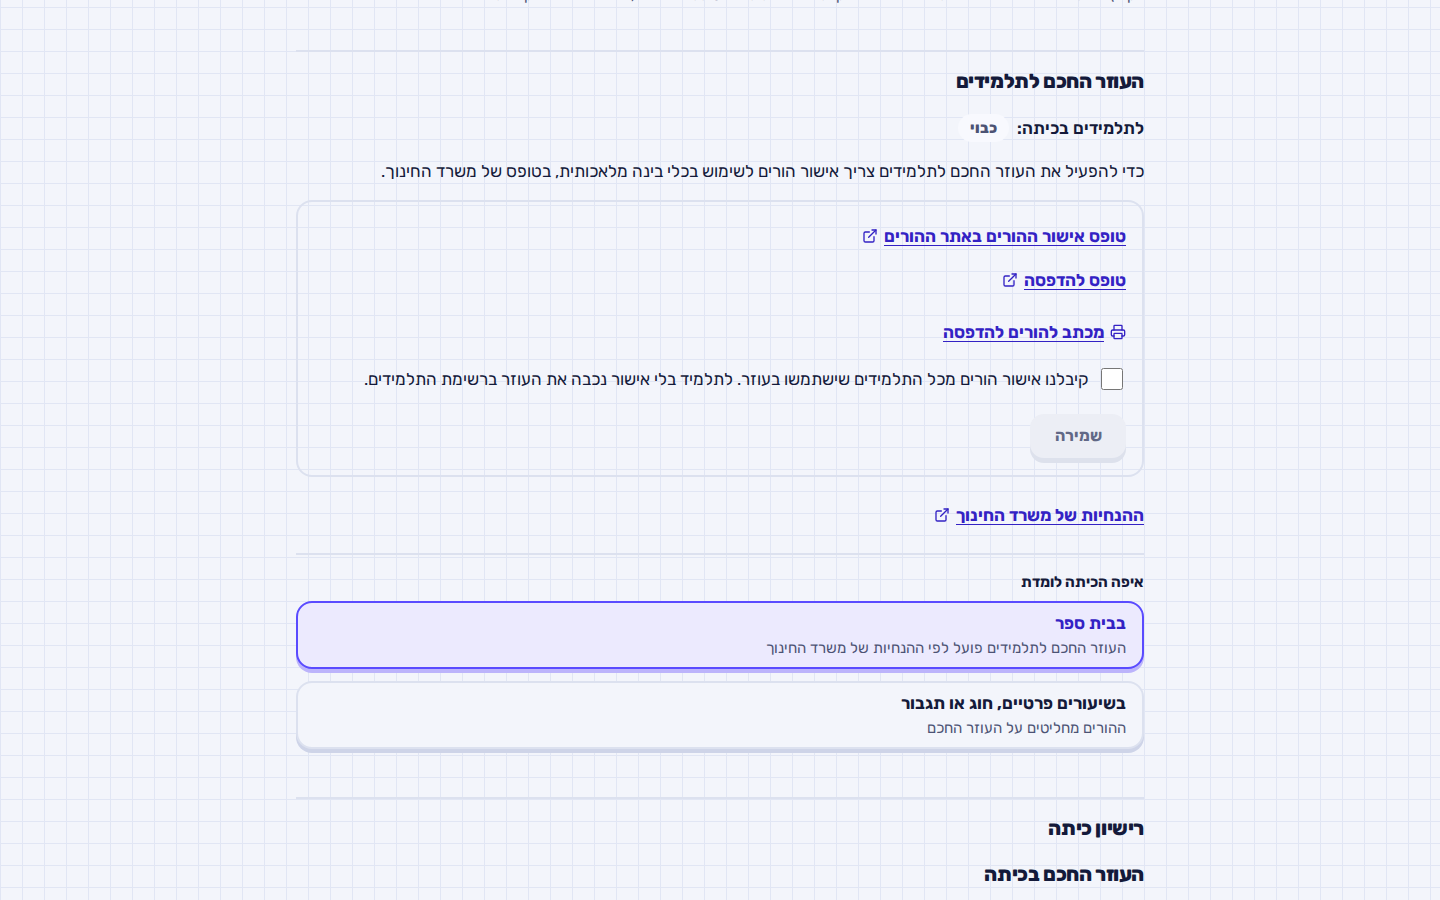 העוזר החכם לתלמידים
לתלמידים בכיתה: כבוי
כדי להפעיל את העוזר החכם לתלמידים צריך אישור הורים לשימוש בכלי בינה מלאכותית, בטופס של משרד החינוך.
טופס אישור ההורים באתר ההורים
טופס להדפסה
מכתב להורים להדפסה
קיבלנו אישור הורים מכל התלמידים שישתמשו בעוזר. לתלמיד בלי אישור נכבה את העוזר ברשימת התלמידים.
שמירה
ההנחיות של משרד החינוך
איפה הכיתה לומדת
בבית ספר
העוזר החכם לתלמידים פועל לפי ההנחיות של משרד החינוך
בשיעורים פרטיים, חוג או תגבור
ההורים מחליטים על העוזר החכם
רישיון כיתה
העוזר החכם בכיתה